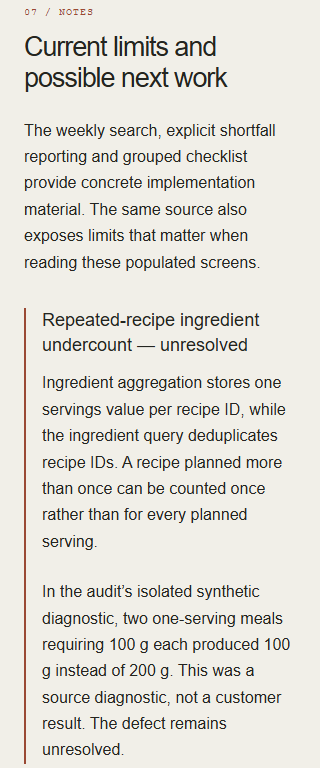 07 / NOTES
Current limits and
possible next work
The weekly search, explicit shortfall
reporting and grouped checklist
provide concrete implementation
material. The same source also
exposes limits that matter when
reading these populated screens.
Repeated-recipe ingredient
undercount — unresolved
Ingredient aggregation stores one
servings value per recipe ID, while
the ingredient query deduplicates
recipe IDs. A recipe planned more
than once can be counted once
rather than for every planned
serving.
In the audit’s isolated synthetic
diagnostic, two one-serving meals
requiring 100 g each produced 100
g instead of 200 g. This was a
source diagnostic, not a customer
result. The defect remains
unresolved.